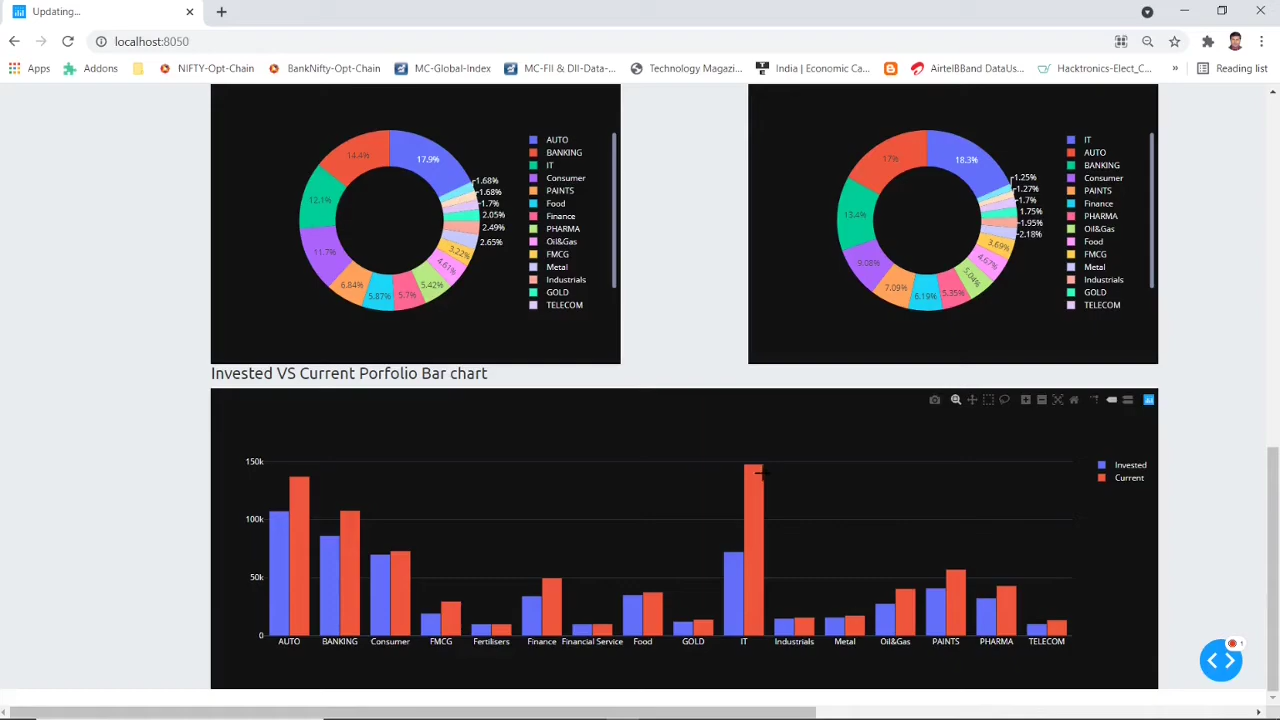 Updating...
localhost:8050
Apps
Addons
NIFTY-Opt-Chain
BankNifty-Opt-Chain
MC-Global-Index
MC-FII & DII-Data-...
Technology Magazi...
India | Economic Ca...
AirtelBBand DataUs...
Hacktronics-Elect_C...
»
Reading list
17.9%
14.4%
12.1%
11.7%
6.84%
5.87%
5.7%
5.42%
4.61%
3.22%
2.65%
2.49%
2.05%
1.7%
1.68%
1.68%
AUTO
BANKING
IT
Consumer
PAINTS
Food
Finance
PHARMA
Oil&Gas
FMCG
Metal
Industrials
GOLD
TELECOM
18.3%
17%
13.4%
9.08%
7.09%
6.19%
5.35%
5.04%
4.67%
3.69%
2.18%
1.95%
1.75%
1.7%
1.27%
1.25%
IT
AUTO
BANKING
Consumer
PAINTS
Finance
PHARMA
Oil&Gas
Food
FMCG
Metal
Industrials
GOLD
TELECOM
Invested VS Current Porfolio Bar chart
150k
100k
50k
0
Invested
Current
AUTO
BANKING
Consumer
FMCG
Fertilisers
Finance
Financial Service
Food
GOLD
IT
Industrials
Metal
Oil&Gas
PAINTS
PHARMA
TELECOM
1